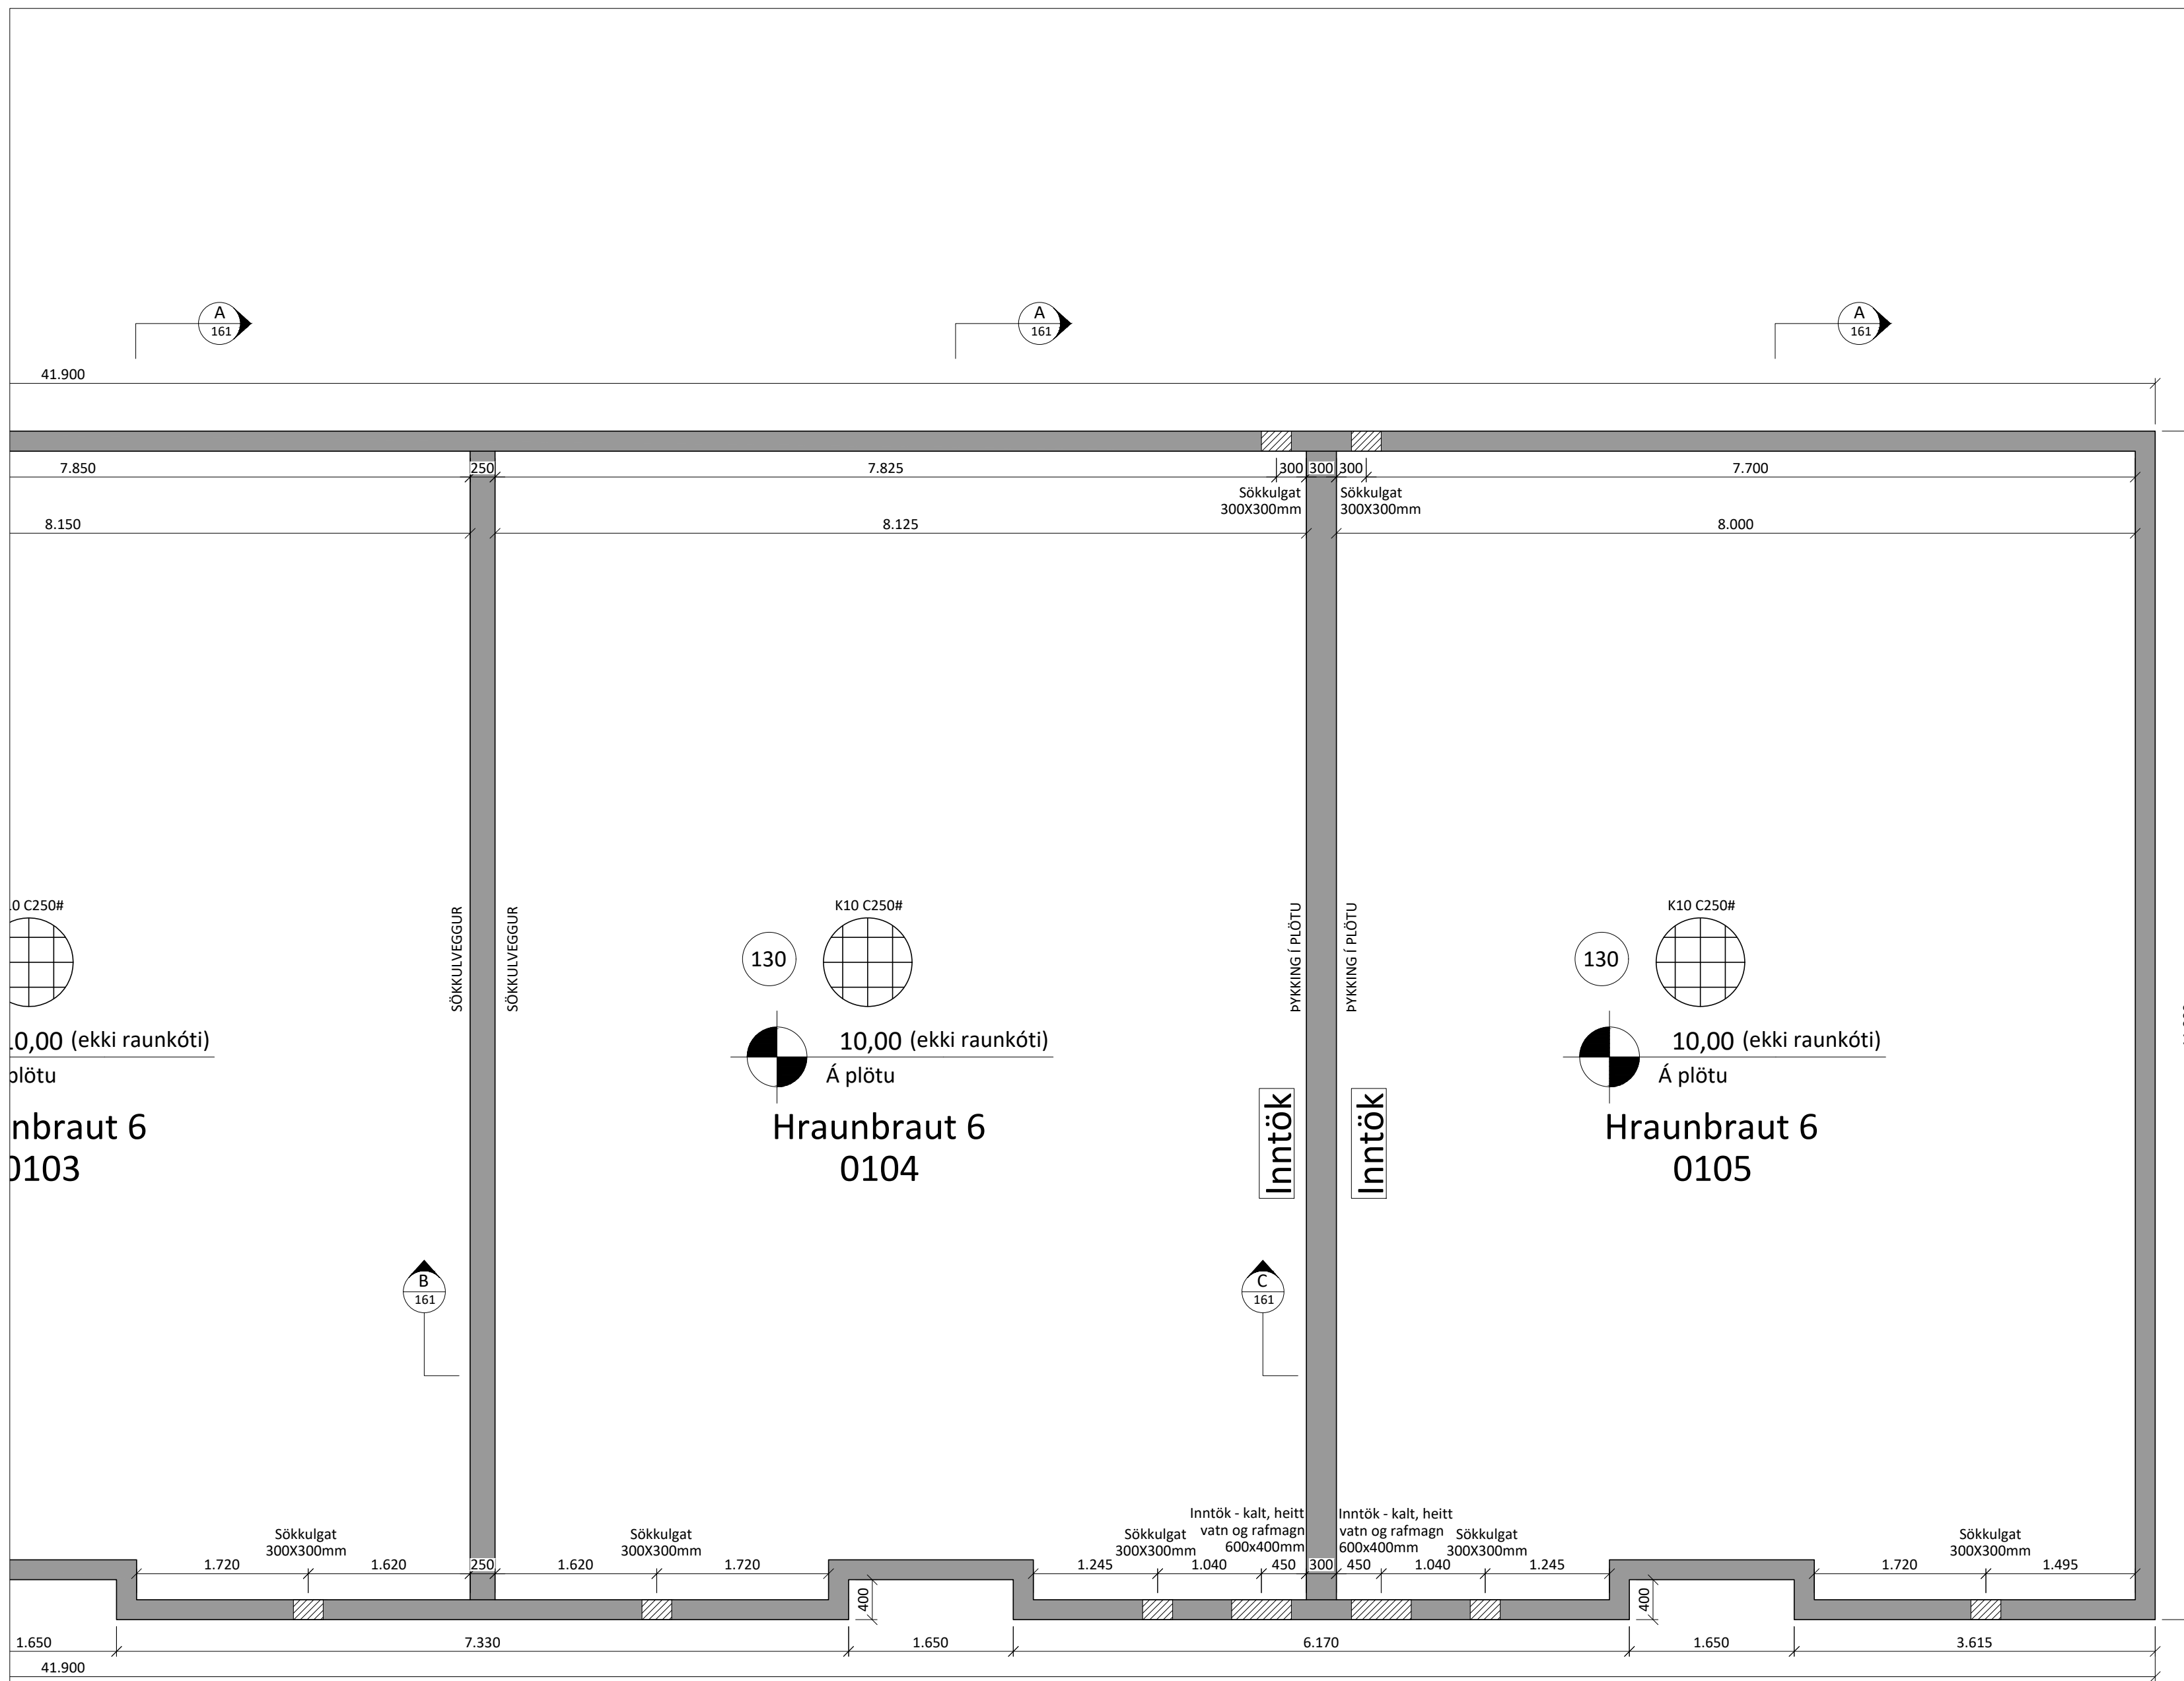 A
161
A
161
A
161
41.900
7.850
250
7.825
300
300
300
7.700
Sökkulgat
300X300mm
Sökkulgat
300X300mm
8.150
8.125
8.000
SÖKKULVEGGUR
SÖKKULVEGGUR
ÞYKKING Í PLÖTU
ÞYKKING Í PLÖTU
0 C250#
K10 C250#
K10 C250#
130
130
0,00 (ekki raunkóti)
plötu
10,00 (ekki raunkóti)
Á plötu
10,00 (ekki raunkóti)
Á plötu
nbraut 6
0103
Hraunbraut 6
0104
Hraunbraut 6
0105
Inntök
Inntök
B
161
C
161
Sökkulgat
300X300mm
Sökkulgat
300X300mm
Sökkulgat
300X300mm
Inntök - kalt, heitt
vatn og rafmagn
600x400mm
Inntök - kalt, heitt
vatn og rafmagn
600x400mm
Sökkulgat
300X300mm
Sökkulgat
300X300mm
1.720
1.620
250
1.620
1.720
1.245
1.040
450
300
450
1.040
1.245
1.720
1.495
400
400
1.650
7.330
1.650
6.170
1.650
3.615
41.900